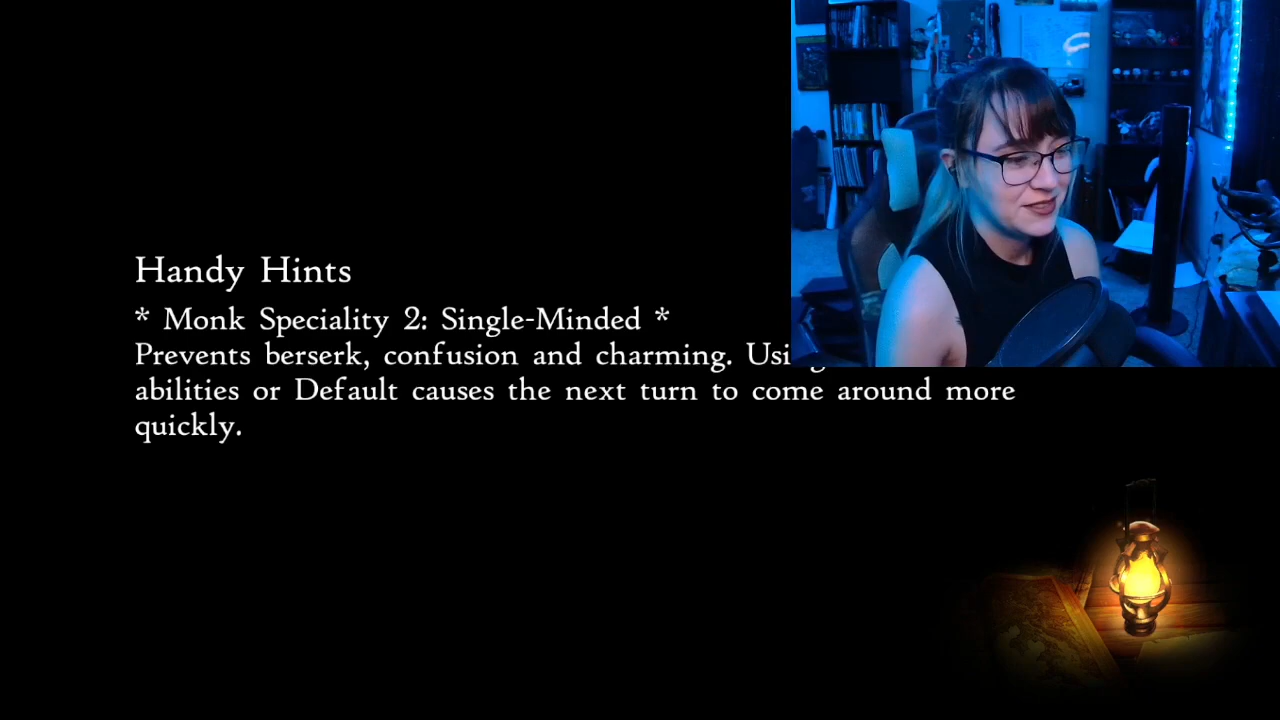 Handy Hints
* Monk Speciality 2: Single-Minded *
Prevents berserk, confusion and charming. Using
abilities or Default causes the next turn to come around more
quickly.